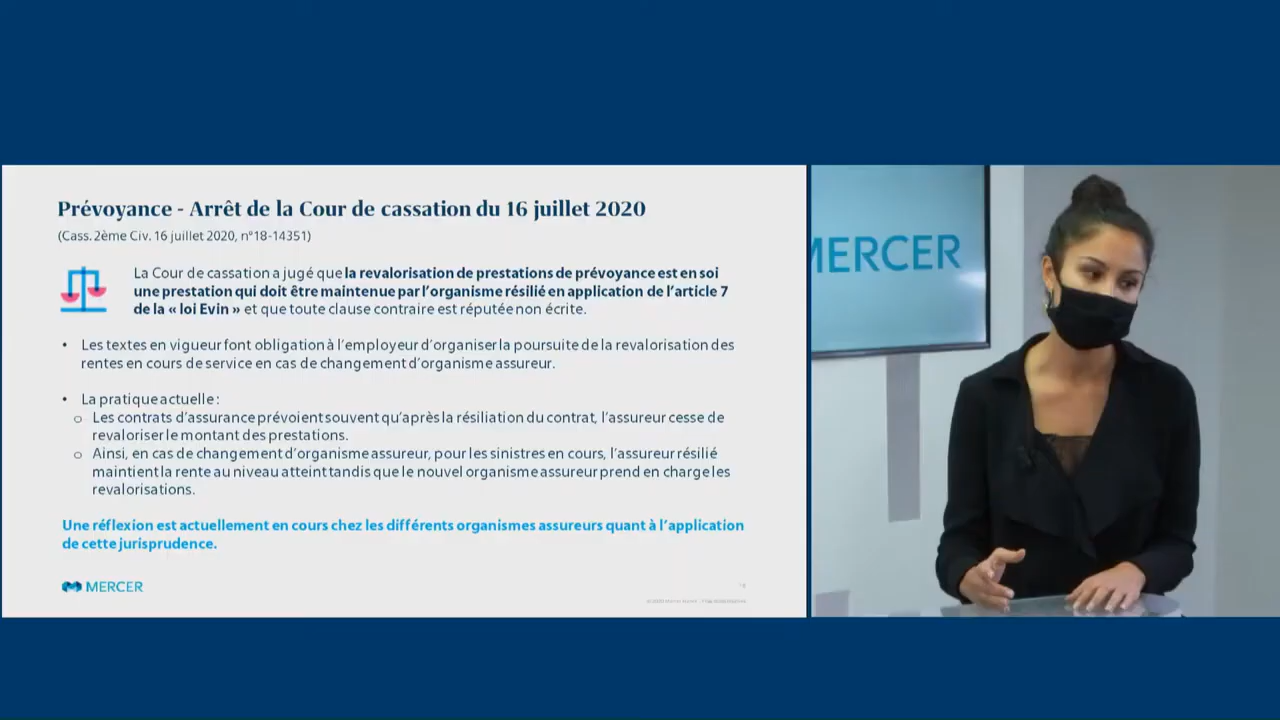 Prévoyance - Arrêt de la Cour de cassation du 16 juillet 2020
(Cass. 2ème Civ. 16 juillet 2020, n°18-14351)
La Cour de cassation a jugé que la revalorisation de prestations de prévoyance est en soi
une prestation qui doit être maintenue par l'organisme résilié en application de l'article 7
de la « loi Evin » et que toute clause contraire est réputée non écrite.
• Les textes en vigueur font obligation à l'employeur d'organiser la poursuite de la revalorisation des
rentes en cours de service en cas de changement d'organisme assureur.
• La pratique actuelle :
o Les contrats d'assurance prévoient souvent qu'après la résiliation du contrat, l'assureur cesse de
revaloriser le montant des prestations.
o Ainsi, en cas de changement d'organisme assureur, pour les sinistres en cours, l'assureur résilié
maintient la rente au niveau atteint tandis que le nouvel organisme assureur prend en charge les
revalorisations.
Une réflexion est actuellement en cours chez les différents organismes assureurs quant à l'application
de cette jurisprudence.
MERCER
MERCER